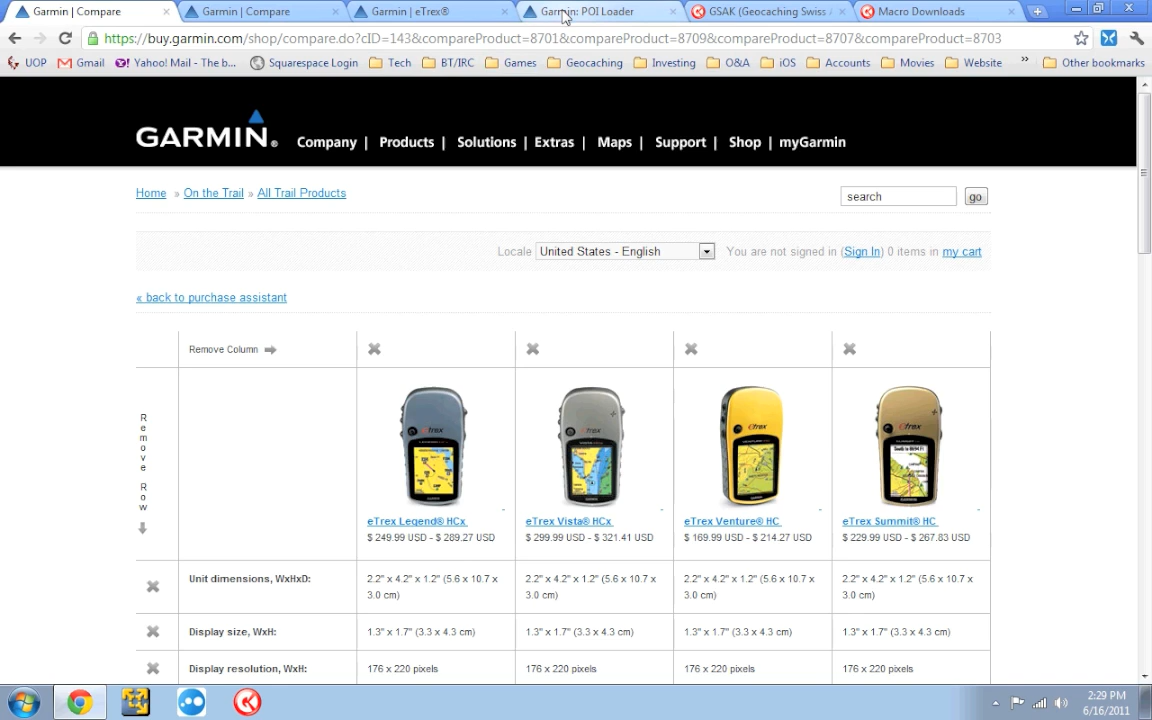 Garmin | Compare
Garmin | Compare
Garmin | eTrex®
Garmin: POI Loader
GSAK (Geocaching Swiss A
Macro Downloads
https://buy.garmin.com/shop/compare.do?cID=143&compareProduct=8701&compareProduct=8709&compareProduct=8707&compareProduct=8703
UOP Gmail Yahoo! Mail - The b... Squarespace Login Tech BT/IRC Games Geocaching Investing O&A iOS Accounts Movies Website » Other bookmarks
GARMIN® Company | Products | Solutions | Extras | Maps | Support | Shop | myGarmin
Home » On the Trail » All Trail Products
search go
Locale United States - English You are not signed in (Sign In) 0 items in my cart
« back to purchase assistant
Remove Column
Remove Row
eTrex Legend® HCx eTrex Vista® HCx eTrex Venture® HC eTrex Summit® HC
$ 249.99 USD - $ 289.27 USD $ 299.99 USD - $ 321.41 USD $ 169.99 USD - $ 214.27 USD $ 229.99 USD - $ 267.83 USD
Unit dimensions, WxHxD: 2.2" x 4.2" x 1.2" (5.6 x 10.7 x 2.2" x 4.2" x 1.2" (5.6 x 10.7 x 2.2" x 4.2" x 1.2" (5.6 x 10.7 x 2.2" x 4.2" x 1.2" (5.6 x 10.7 x
3.0 cm) 3.0 cm) 3.0 cm) 3.0 cm)
Display size, WxH: 1.3" x 1.7" (3.3 x 4.3 cm) 1.3" x 1.7" (3.3 x 4.3 cm) 1.3" x 1.7" (3.3 x 4.3 cm) 1.3" x 1.7" (3.3 x 4.3 cm)
Display resolution, WxH: 176 x 220 pixels 176 x 220 pixels 176 x 220 pixels 176 x 220 pixels
2:29 PM
6/16/2011